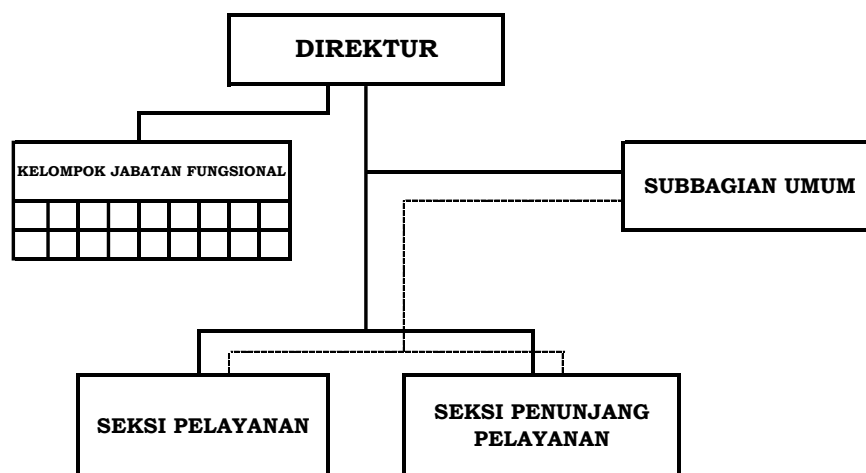 DIREKTUR
KELOMPOK JABATAN FUNGSIONAL
SUBBAGIAN UMUM
SEKSI PELAYANAN
SEKSI PENUNJANG
PELAYANAN